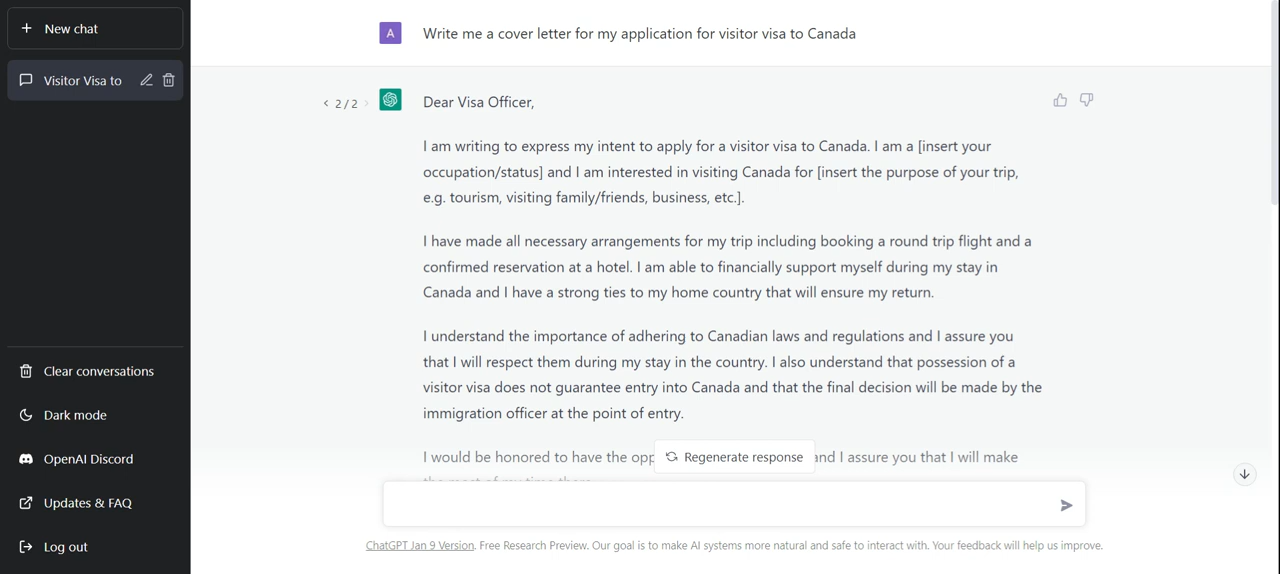 New chat
Visitor Visa to
Clear conversations
Dark mode
OpenAI Discord
Updates & FAQ
Log out
A
Write me a cover letter for my application for visitor visa to Canada
< 2 / 2 >
Dear Visa Officer,
I am writing to express my intent to apply for a visitor visa to Canada. I am a [insert your
occupation/status] and I am interested in visiting Canada for [insert the purpose of your trip,
e.g. tourism, visiting family/friends, business, etc.].
I have made all necessary arrangements for my trip including booking a round trip flight and a
confirmed reservation at a hotel. I am able to financially support myself during my stay in
Canada and I have a strong ties to my home country that will ensure my return.
I understand the importance of adhering to Canadian laws and regulations and I assure you
that I will respect them during my stay in the country. I also understand that possession of a
visitor visa does not guarantee entry into Canada and that the final decision will be made by the
immigration officer at the point of entry.
I would be honored to have the opp
Regenerate response
and I assure you that I will make
ChatGPT Jan 9 Version. Free Research Preview. Our goal is to make AI systems more natural and safe to interact with. Your feedback will help us improve.